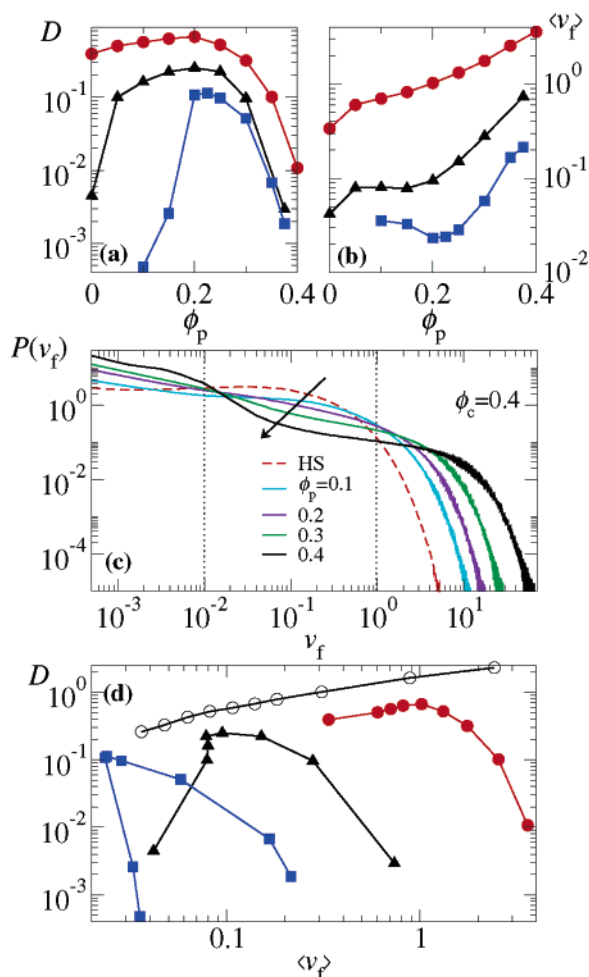 D
⟨v_f⟩
10^-1
10^-2
10^-3
(a)
0
0.2
0.4
ϕ_p
10^0
10^-1
10^-2
(b)
0
0.2
0.4
ϕ_p
P(v_f)
10^0
10^-2
10^-4
ϕ_c=0.4
HS
ϕ_p=0.1
0.2
0.3
0.4
(c)
10^-3
10^-2
10^-1
10^0
10^1
v_f
D
(d)
10^0
10^-1
10^-2
10^-3
0.1
1
⟨v_f⟩